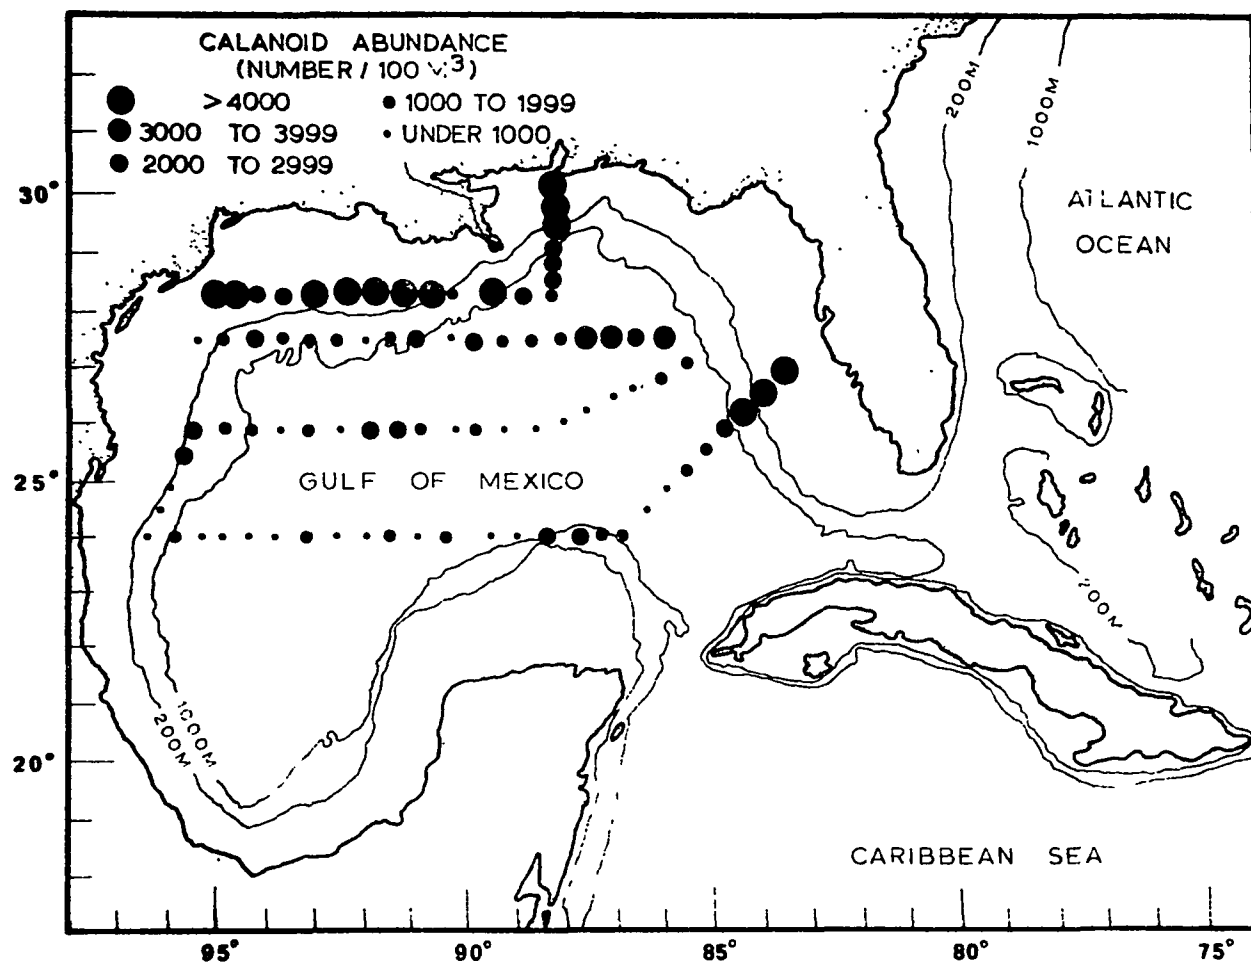 CALANOID ABUNDANCE
(NUMBER / 100 M3)
>4000
1000 TO 1999
3000 TO 3999
UNDER 1000
2000 TO 2999
200M
1000M
30°
ATLANTIC
OCEAN
25°
GULF OF MEXICO
200M
1000M
200M
20°
CARIBBEAN SEA
95°
90°
85°
80°
75°